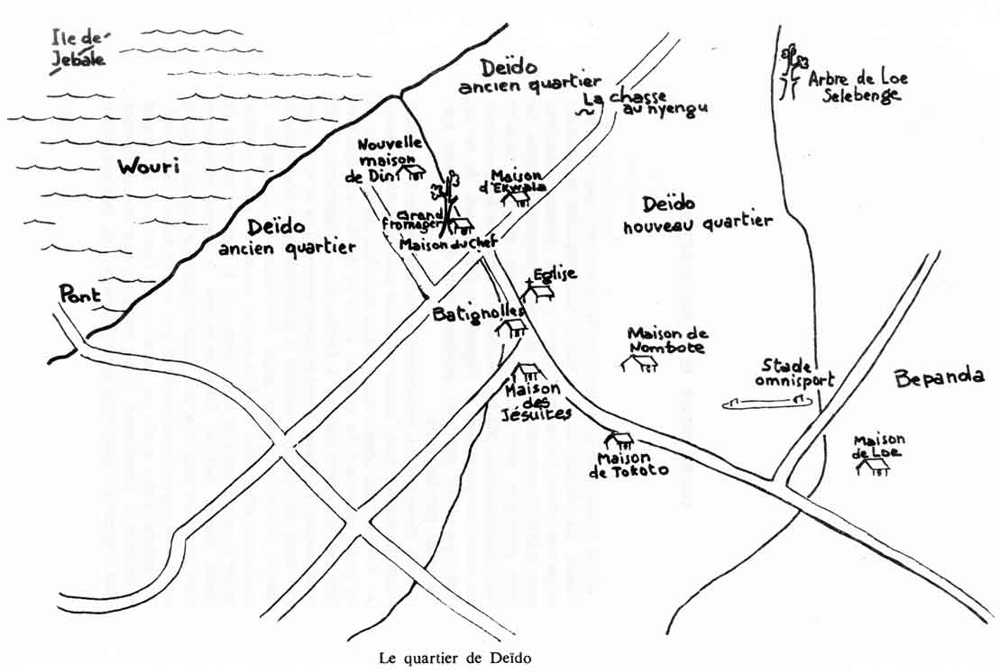 Ile de
Jebale
Wouri
Pont
Deïdo
ancien quartier
Deïdo
ancien quartier
La chasse
au nyengu
Arbre de Loe
Selebenge
Nouvelle
maison
de Din
Maison
d'Ekwala
Grand
fromager
Maison du Chef
Deïdo
nouveau quartier
Eglise
Batignolles
Maison de
Nombote
Stade
omnisport
Bepanda
Maison
des
Jésuites
Maison
de Tokoto
Maison
de Loe
Le quartier de Deïdo